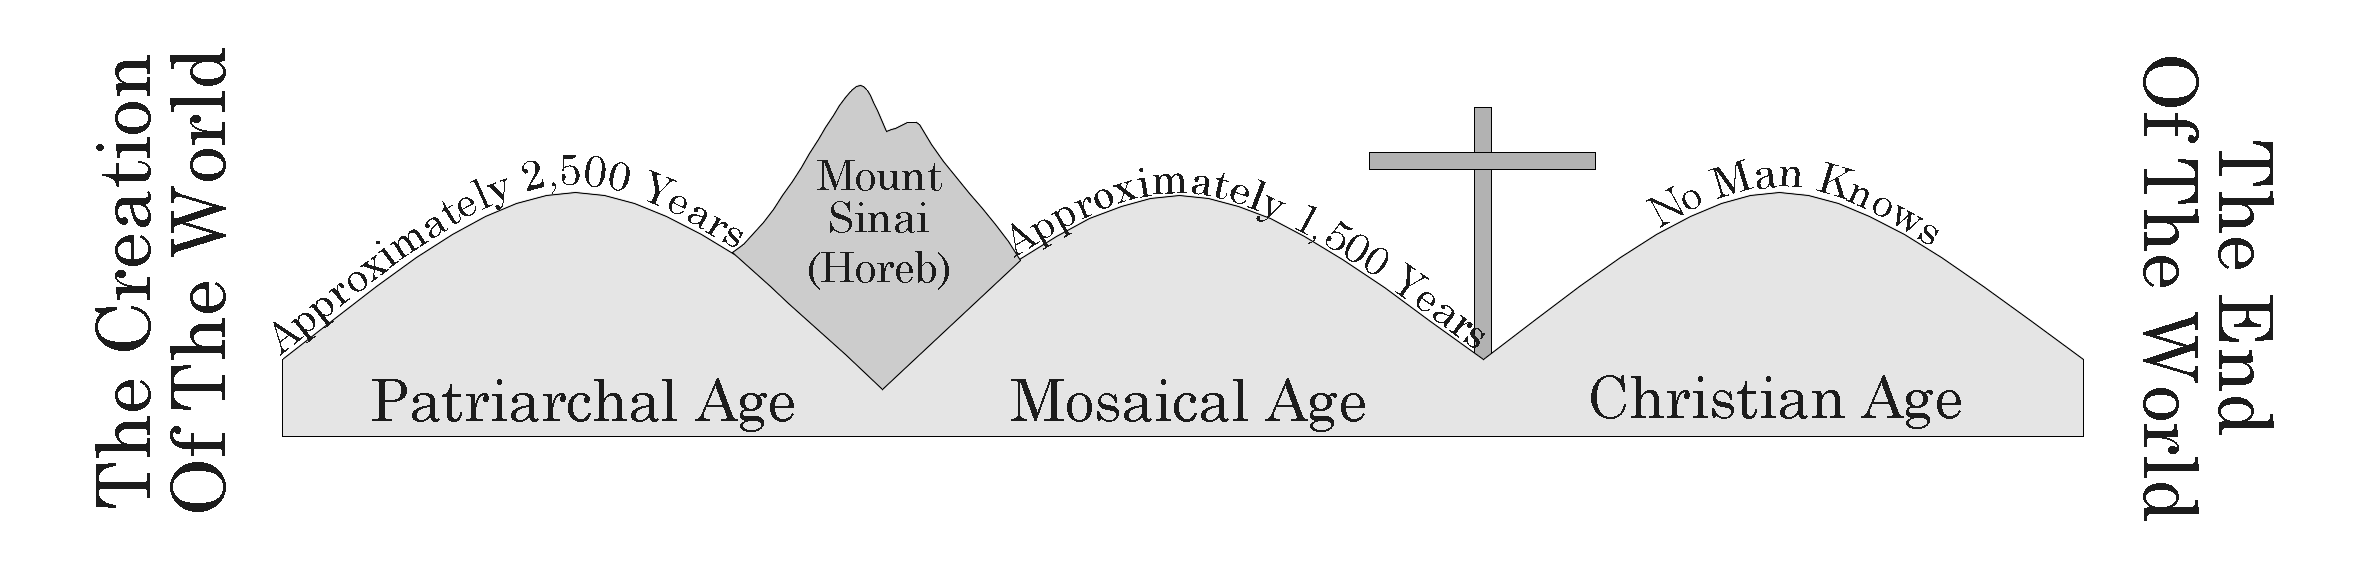 The Creation
Of The World
Approximately 2,500 Years
Mount
Sinai
(Horeb)
Approximately 1,500 Years
No Man Knows
Patriarchal Age
Mosaical Age
Christian Age
The End
Of The World